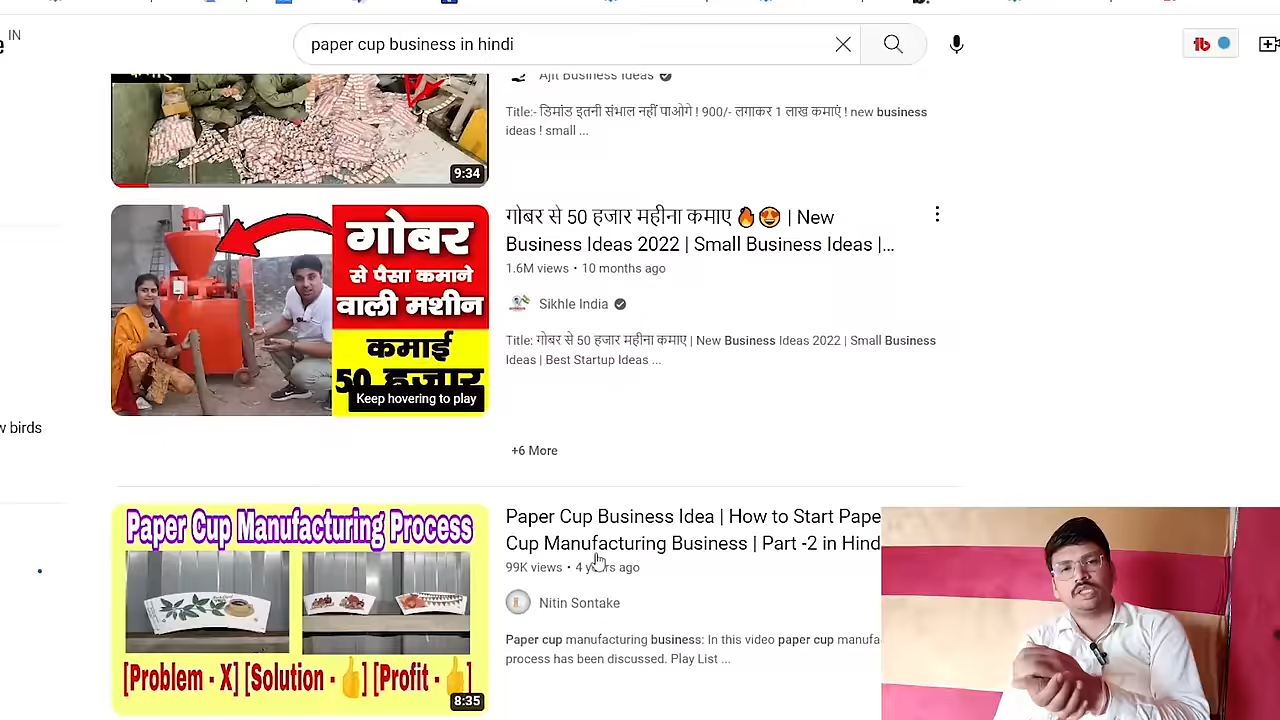 IN
paper cup business in hindi
Ajit Business Ideas
Title:- डिमांड इतनी संभाल नहीं पाओगे ! 900/- लगाकर 1 लाख कमाएं ! new business
ideas ! small ...
9:34
गोबर
से पैसा कमाने
वाली मशीन
कमाई
50 हजार
Keep hovering to play
गोबर से 50 हजार महीना कमाए 🔥😍 | New
Business Ideas 2022 | Small Business Ideas |...
1.6M views • 10 months ago
Sikhle India
Title: गोबर से 50 हजार महीना कमाए | New Business Ideas 2022 | Small Business
Ideas | Best Startup Ideas ...
w birds
+6 More
Paper Cup Manufacturing Process
[Problem - X] [Solution - 👍] [Profit - 👍]
8:35
Paper Cup Business Idea | How to Start Pape
Cup Manufacturing Business | Part -2 in Hind
99K views • 4 years ago
Nitin Sontake
Paper cup manufacturing business: In this video paper cup manufa
process has been discussed. Play List ...